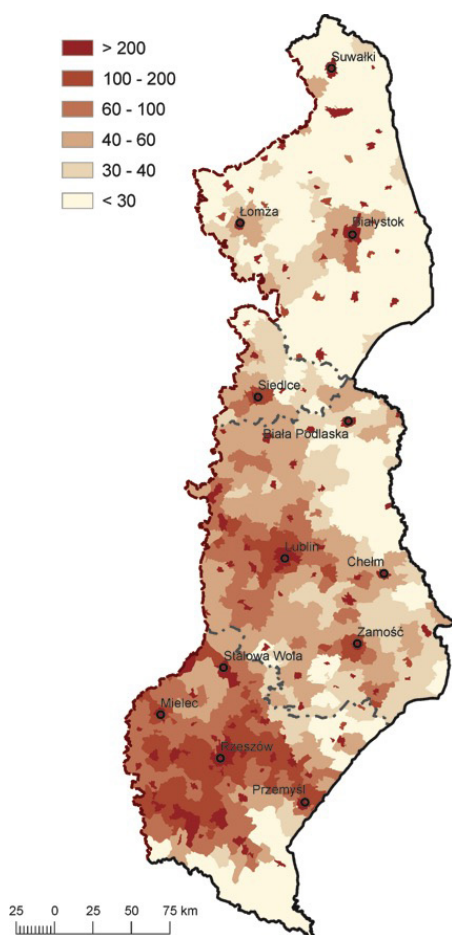 > 200
100 - 200
60 - 100
40 - 60
30 - 40
< 30
Suwałki
Łomża
Białystok
Siedlce
Biała Podlaska
Lublin
Chełm
Zamość
Stalowa Wola
Mielec
Rzeszów
Przemyśl
25 0 25 75 km